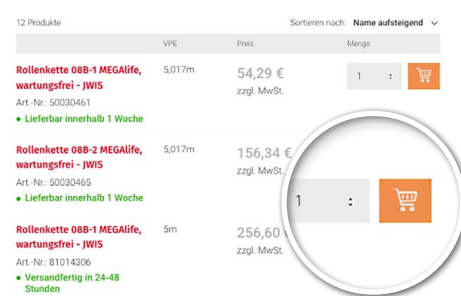 12 Produkte
Sortieren nach: Name aufsteigend
VPE Preis Menge
Rollenkette 08B-1 MEGAlife, 5,017m 54,29 € 1
wartungsfrei - JWIS zzgl. MwSt.
Art.-Nr.: 50030461
Lieferbar innerhalb 1 Woche
Rollenkette 08B-2 MEGAlife, 5,017m 156,34 €
wartungsfrei - JWIS zzgl. MwSt.
Art.-Nr.: 50030465
Lieferbar innerhalb 1 Woche
1
Rollenkette 08B-1 MEGAlife, 5m 256,60
wartungsfrei - JWIS zzgl. MwSt.
Art.-Nr.: 81014306
Versandfertig in 24-48
Stunden